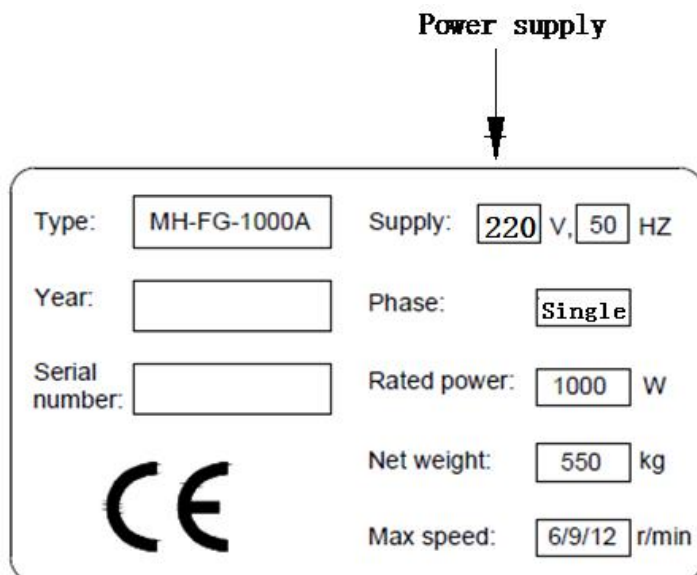 Power supply
Type: MH-FG-1000A Supply: 220 V, 50 HZ
Year: Phase: Single
Serial number: Rated power: 1000 W
Net weight: 550 kg
CE
Max speed: 6/9/12 r/min